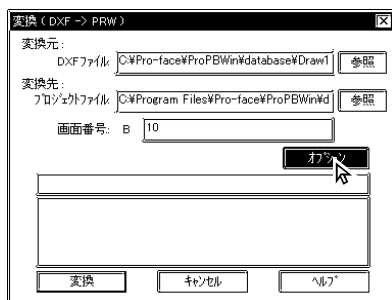 変換 ( DXF -> PRW )
変換元 :
DXFファイル C:¥Pro-face¥ProPBWin¥database¥Draw1 参照
変換先 :
プロジェクトファイル C:¥Program Files¥Pro-face¥ProPBWin¥d 参照
画面番号: B 10
オプション
変換 キャンセル ヘルプ